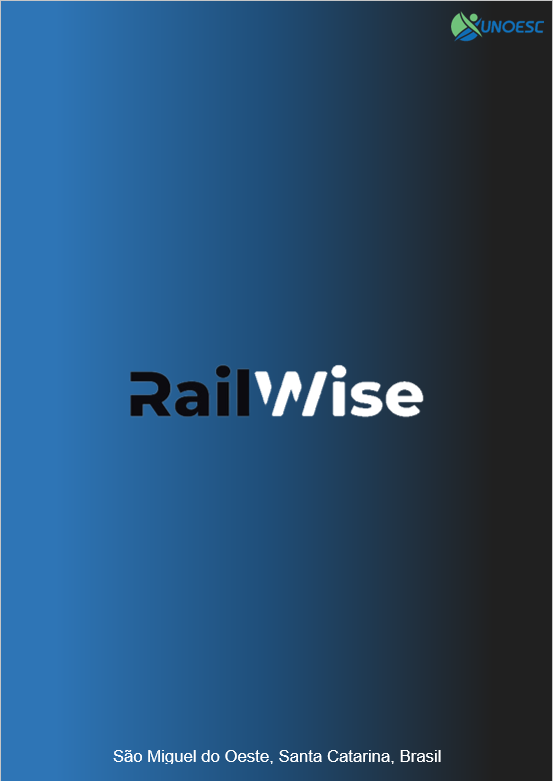 UNOESC
RailWise
São Miguel do Oeste, Santa Catarina, Brasil